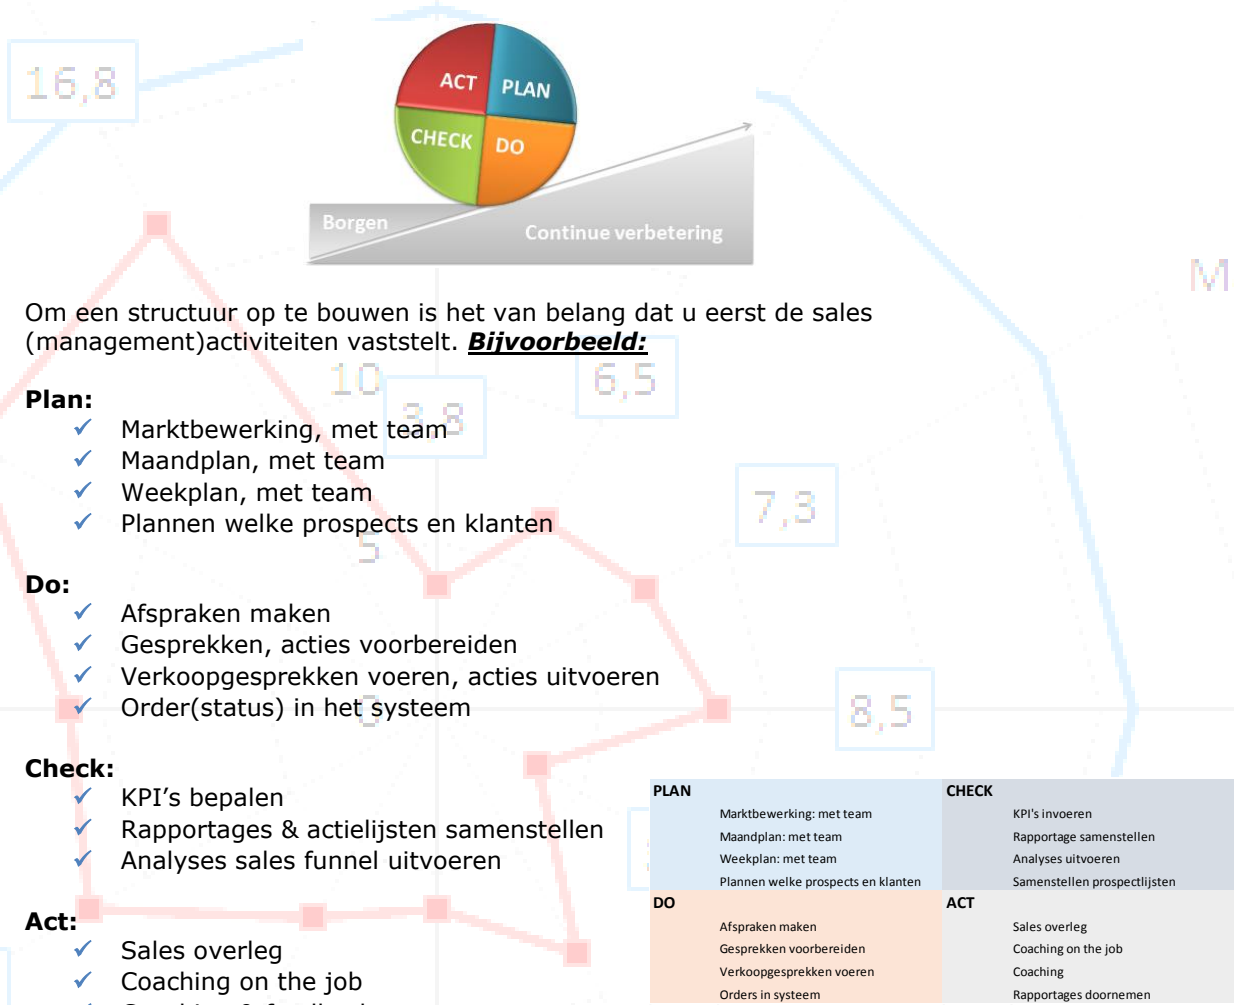 16,8
ACT
PLAN
CHECK
DO
Borgen
Continue verbetering
M
Om een structuur op te bouwen is het van belang dat u eerst de sales
(management)activiteiten vaststelt. Bijvoorbeeld:
10
3,8
6,5
Plan:
Marktbewerking, met team
Maandplan, met team
Weekplan, met team
Plannen welke prospects en klanten
7,3
5
Do:
Afspraken maken
Gesprekken, acties voorbereiden
Verkoopgesprekken voeren, acties uitvoeren
Order(status) in het systeem
0
8,5
Check:
KPI’s bepalen
Rapportages & actielijsten samenstellen
Analyses sales funnel uitvoeren
Act:
Sales overleg
Coaching on the job
PLAN
Marktbewerking: met team
Maandplan: met team
Weekplan: met team
Plannen welke prospects en klanten
CHECK
KPI's invoeren
Rapportage samenstellen
Analyses uitvoeren
Samenstellen prospectlijsten
DO
Afspraken maken
Gesprekken voorbereiden
Verkoopgesprekken voeren
Orders in systeem
ACT
Sales overleg
Coaching on the job
Coaching
Rapportages doornemen